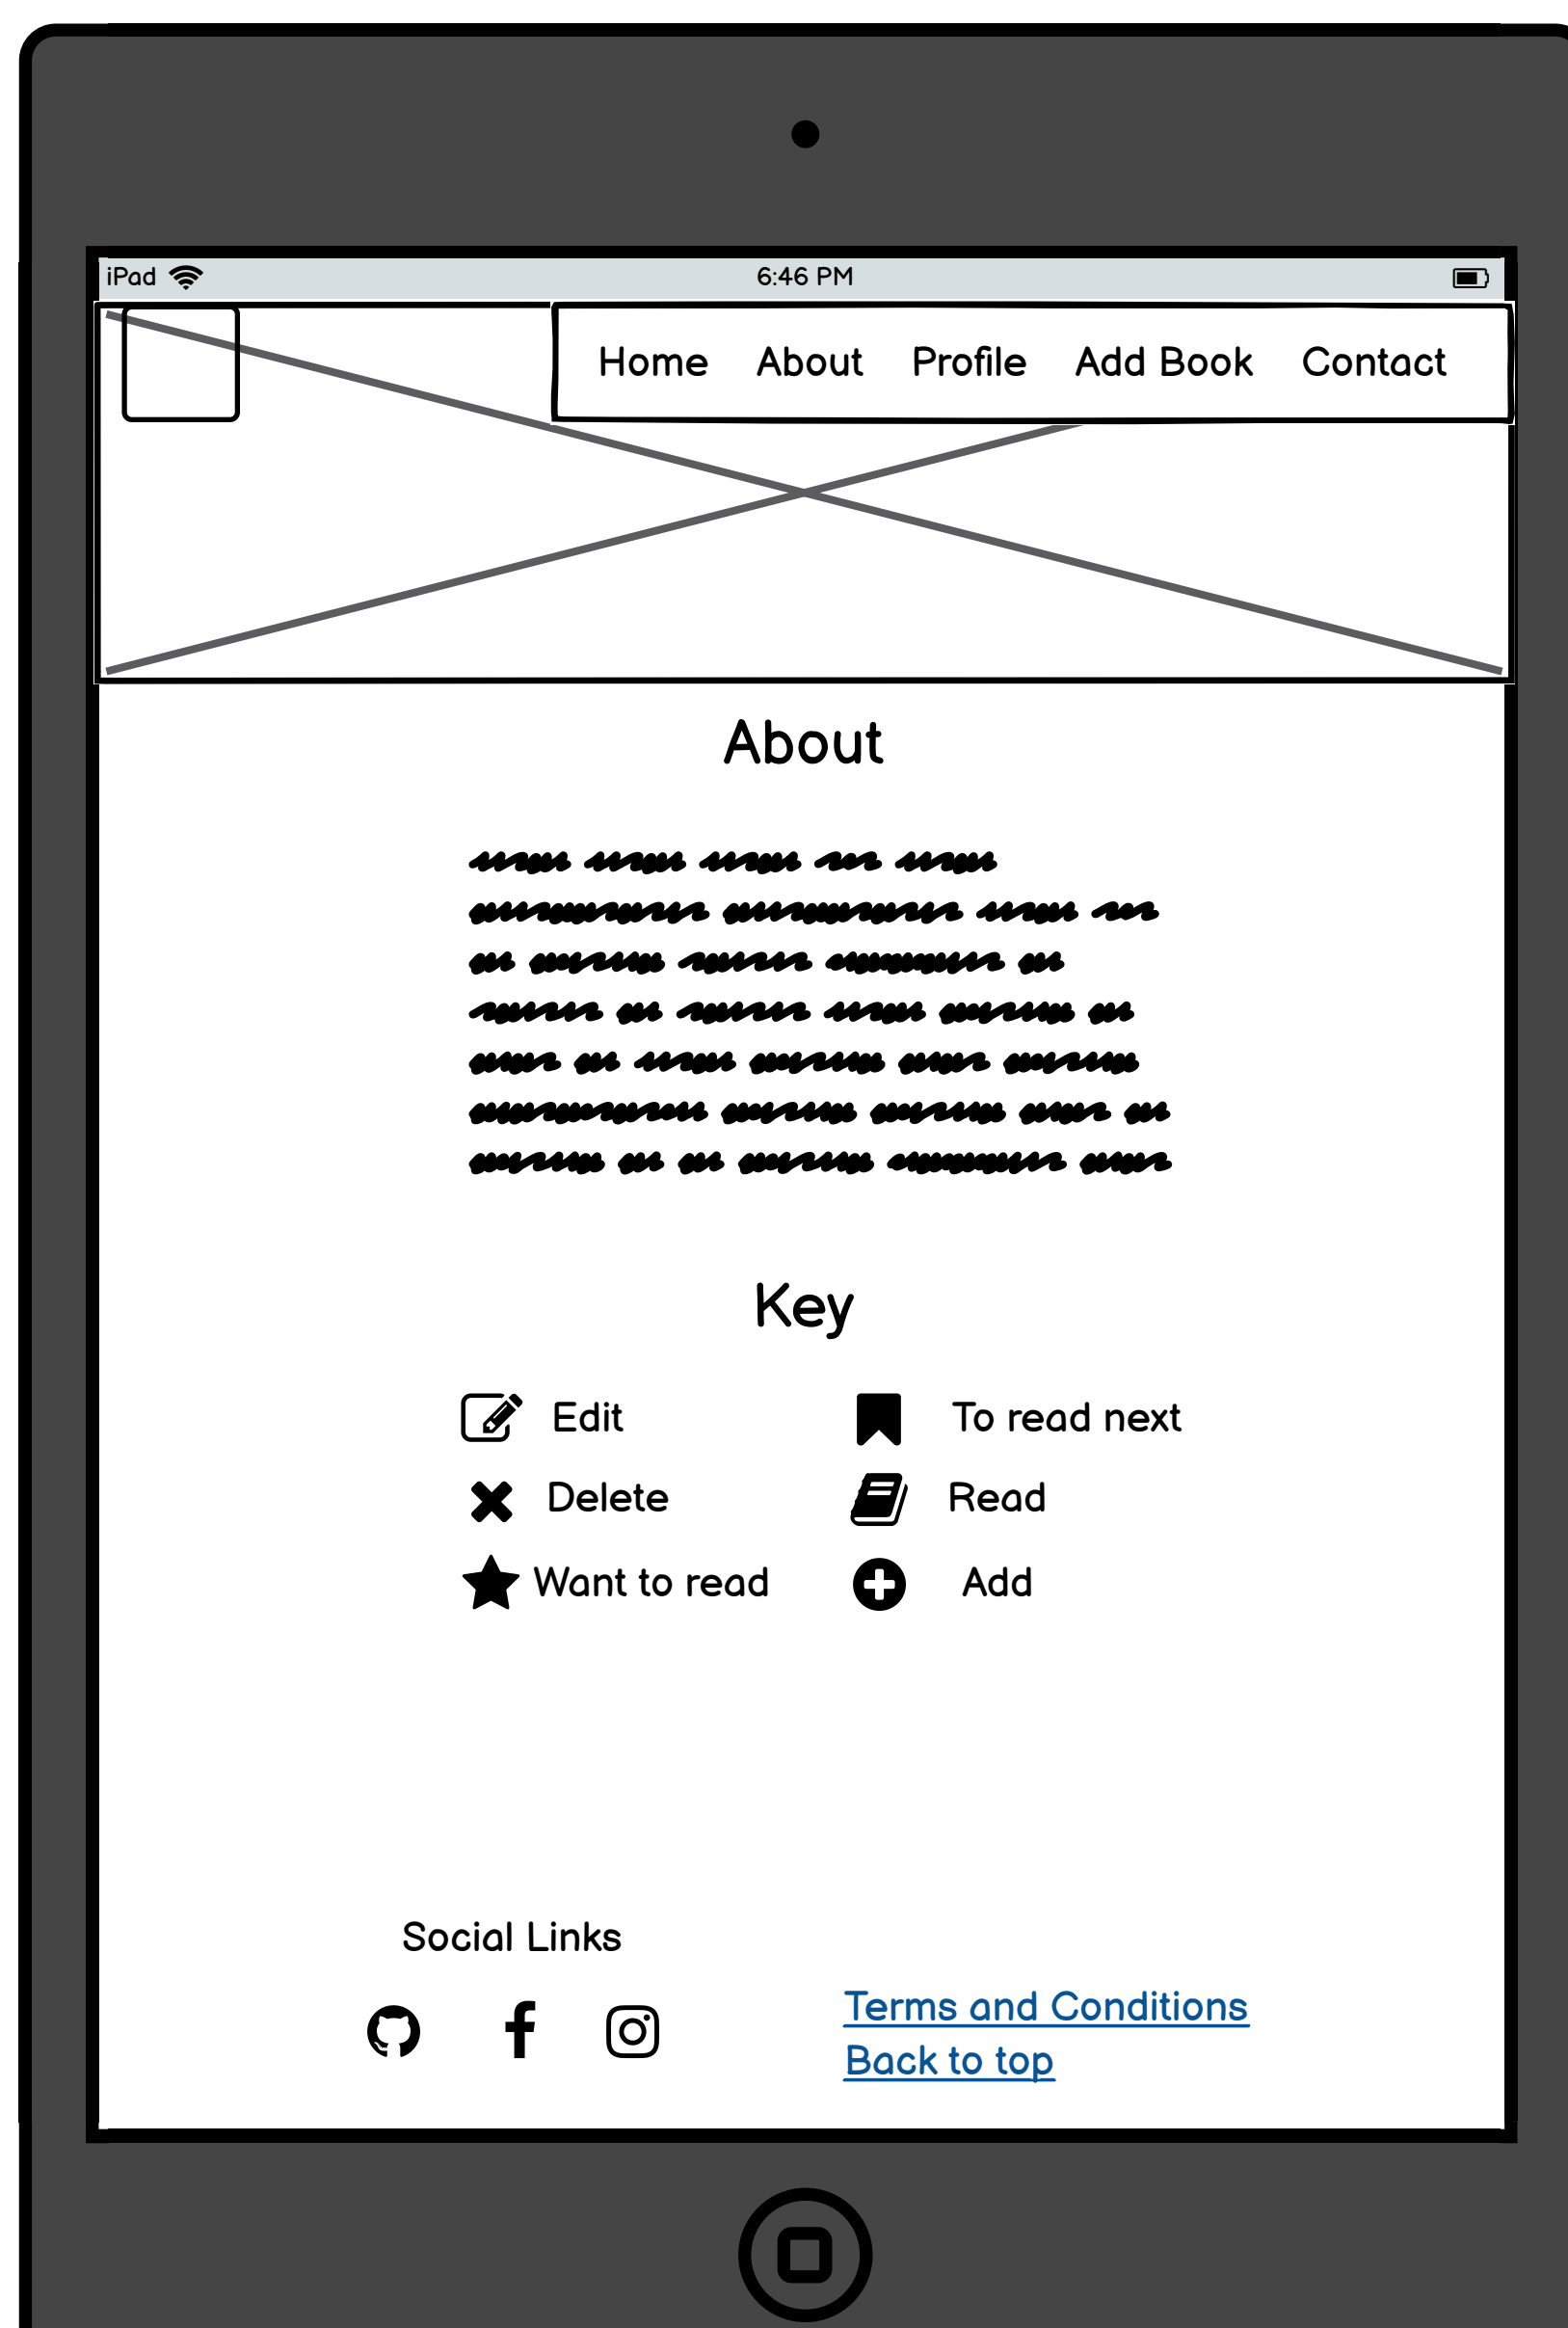 iPad 6:46 PM
Home About Profile Add Book Contact
About
Key
Edit To read next
Delete Read
Want to read Add
Social Links
Terms and Conditions
Back to top